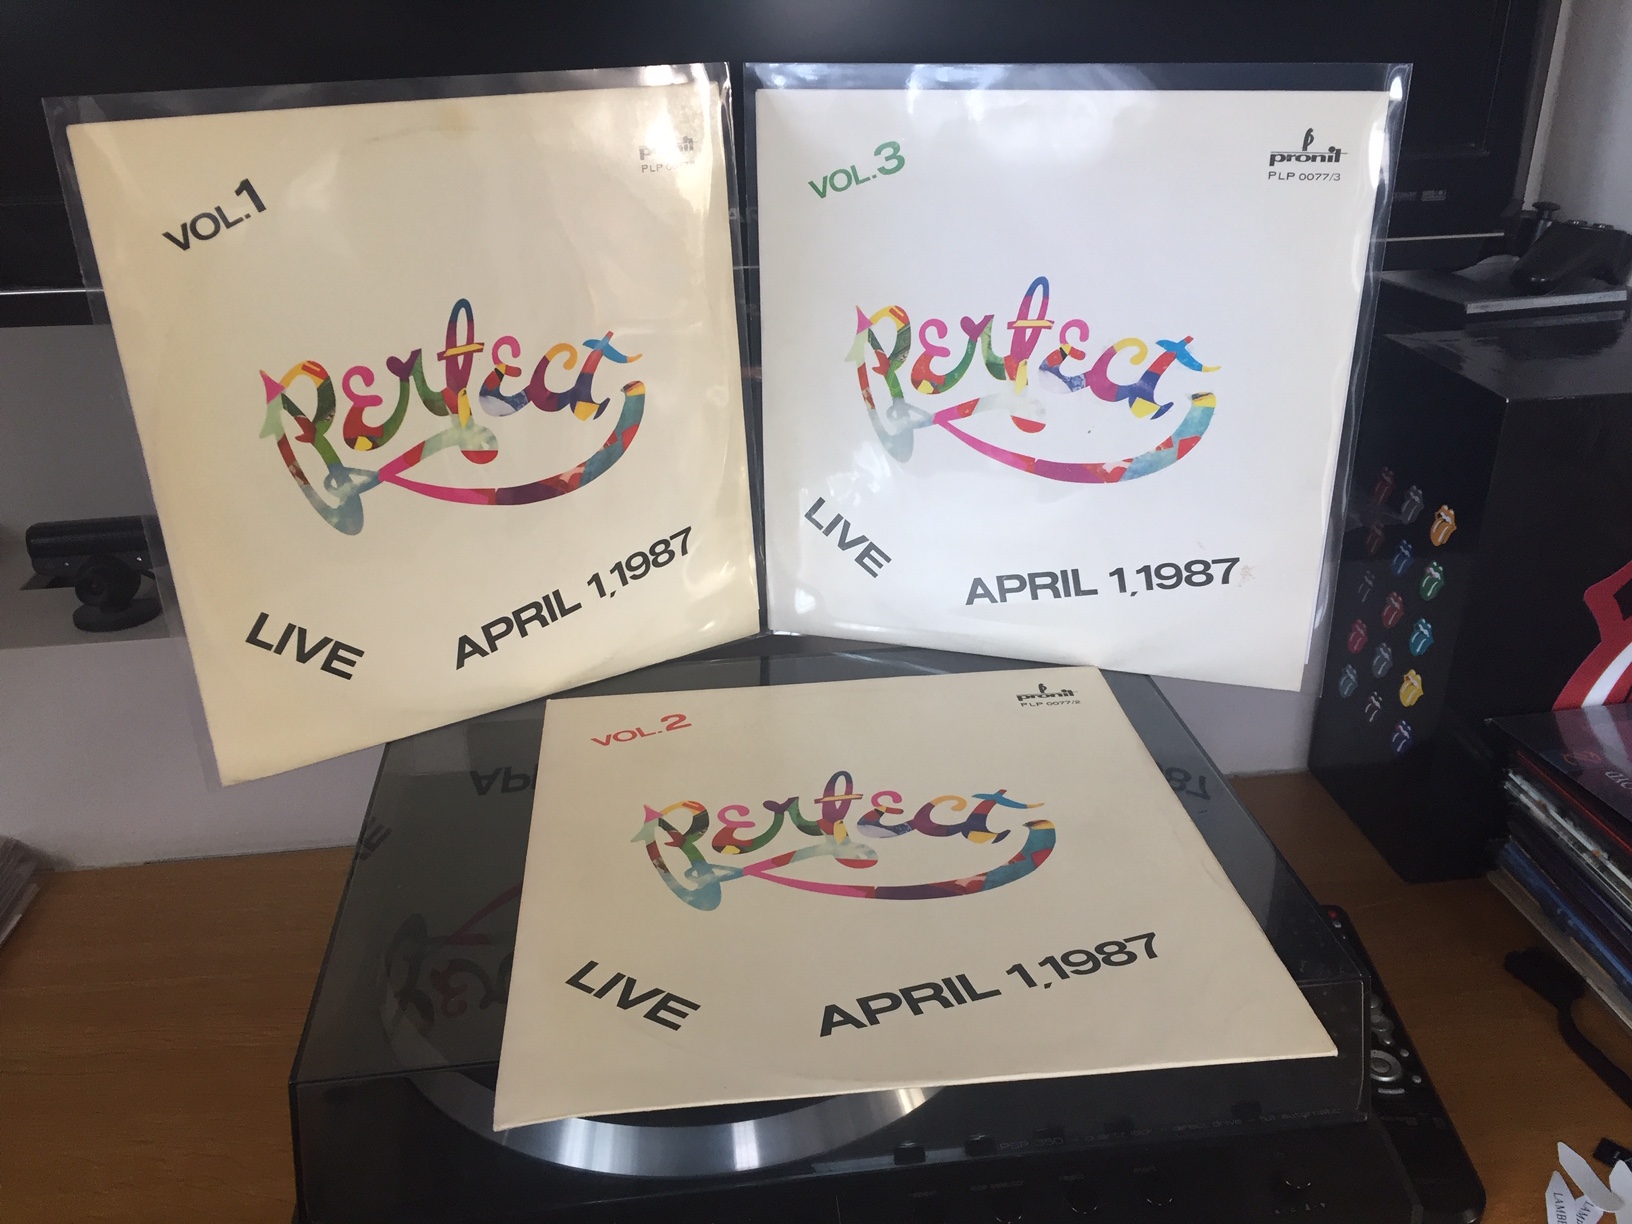 VOL.1
pronit
Perfect
LIVE
APRIL 1,1987
VOL.3
pronit
PLP 0077/3
Perfect
LIVE
APRIL 1,1987
VOL.2
pronit
PLP 0077/2
Perfect
LIVE
APRIL 1,1987